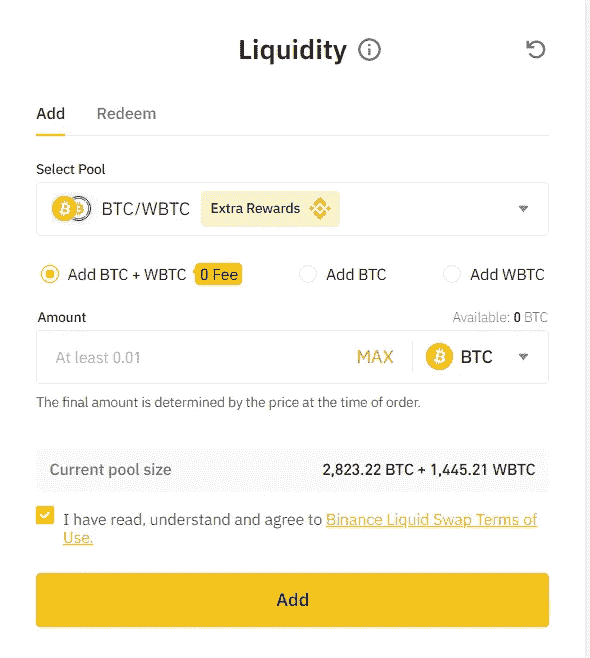 Liquidity
Add Redeem
Select Pool
BTC/WBTC Extra Rewards
Add BTC + WBTC 0 Fee Add BTC Add WBTC
Amount Available: 0 BTC
At least 0.01 MAX BTC
The final amount is determined by the price at the time of order.
Current pool size 2,823.22 BTC + 1,445.21 WBTC
I have read, understand and agree to Binance Liquid Swap Terms of
Use.
Add